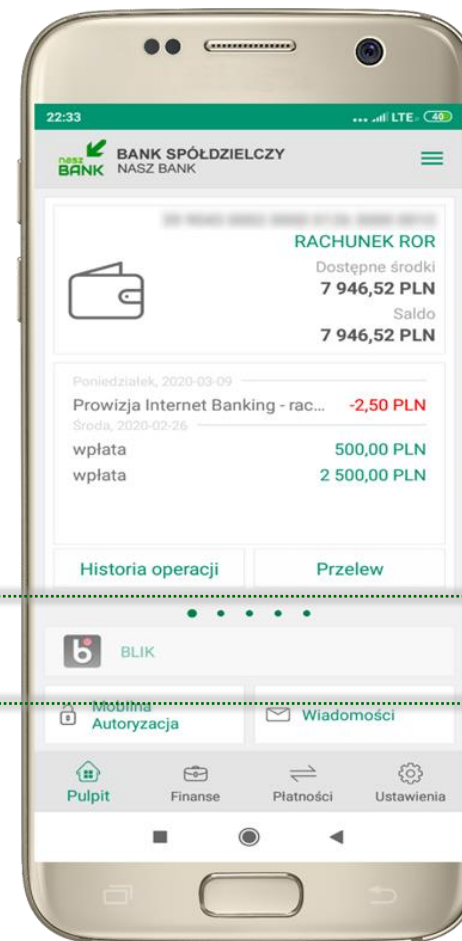 22:33
LTE
40
nasz
BANK
BANK SPÓŁDZIELCZY
NASZ BANK
RACHUNEK ROR
Dostępne środki
7 946,52 PLN
Saldo
7 946,52 PLN
Poniedziałek, 2020-03-09
Prowizja Internet Banking - rac... -2,50 PLN
Środa, 2020-02-26
wpłata 500,00 PLN
wpłata 2 500,00 PLN
Historia operacji Przelew
b BLIK
Mobilna
Autoryzacja
Wiadomości
Pulpit Finanse Płatności Ustawienia